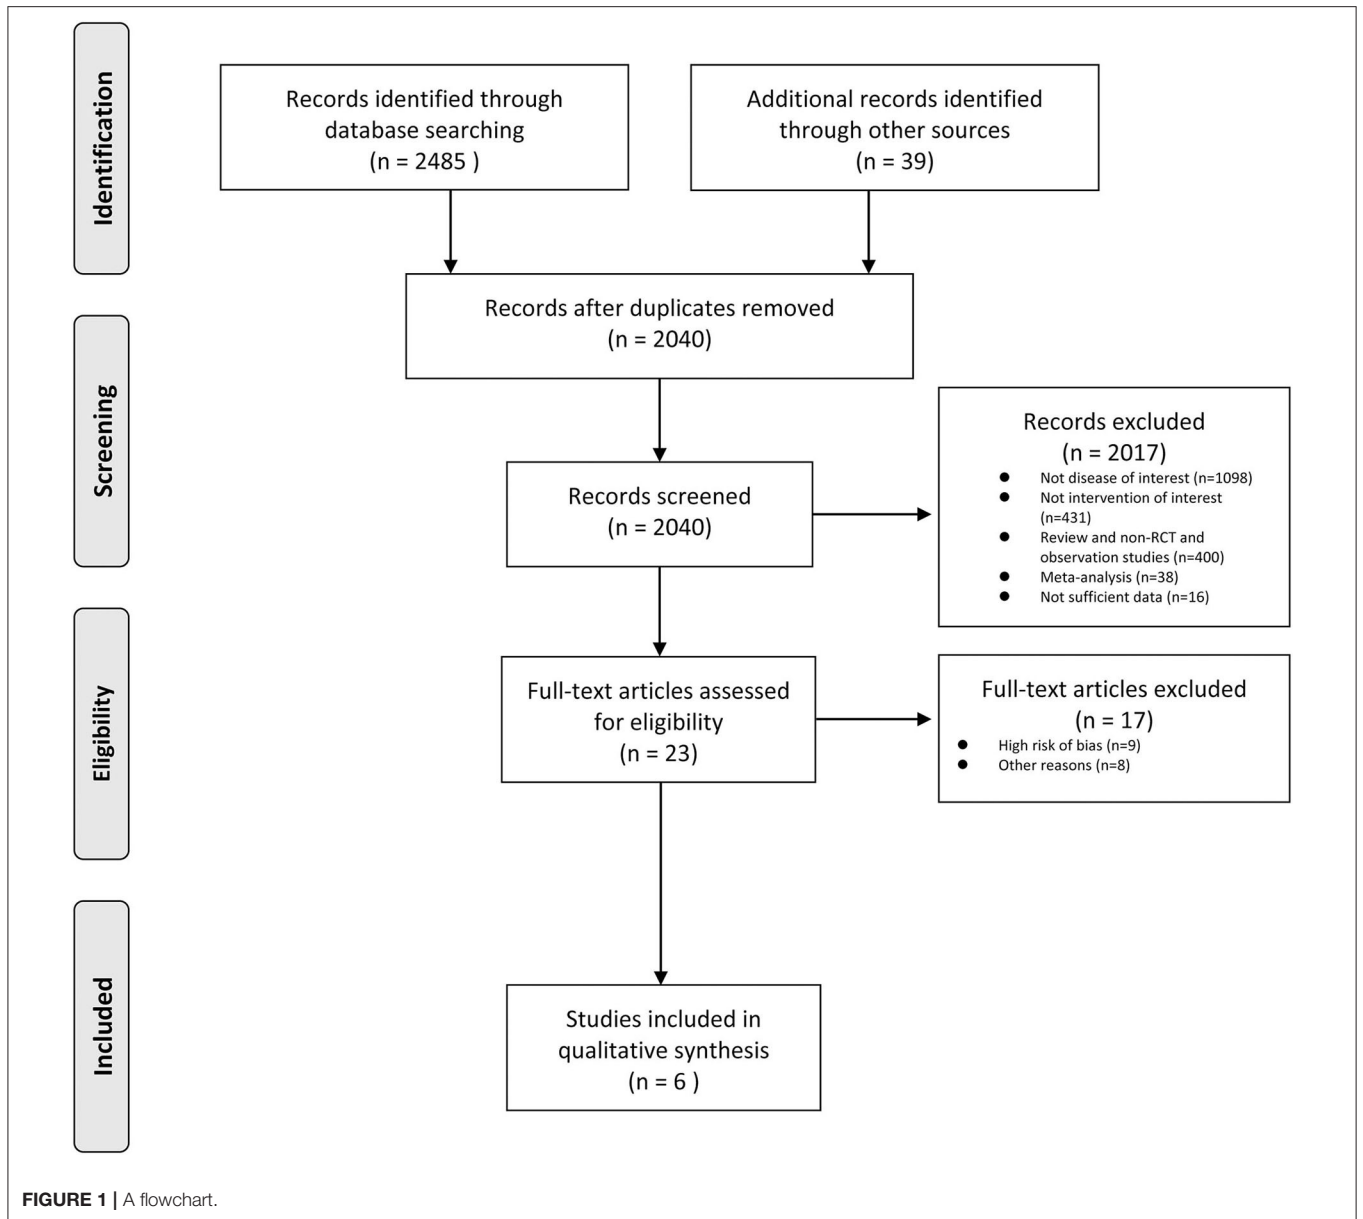 Identification
Records identified through
database searching
(n = 2485 )
Additional records identified
through other sources
(n = 39)
Records after duplicates removed
(n = 2040)
Screening
Records screened
(n = 2040)
Records excluded
(n = 2017)
● Not disease of interest (n=1098)
● Not intervention of interest
(n=431)
● Review and non-RCT and
observation studies (n=400)
● Meta-analysis (n=38)
● Not sufficient data (n=16)
Eligibility
Full-text articles assessed
for eligibility
(n = 23)
Full-text articles excluded
(n = 17)
● High risk of bias (n=9)
● Other reasons (n=8)
Included
Studies included in
qualitative synthesis
(n = 6 )
FIGURE 1 | A flowchart.